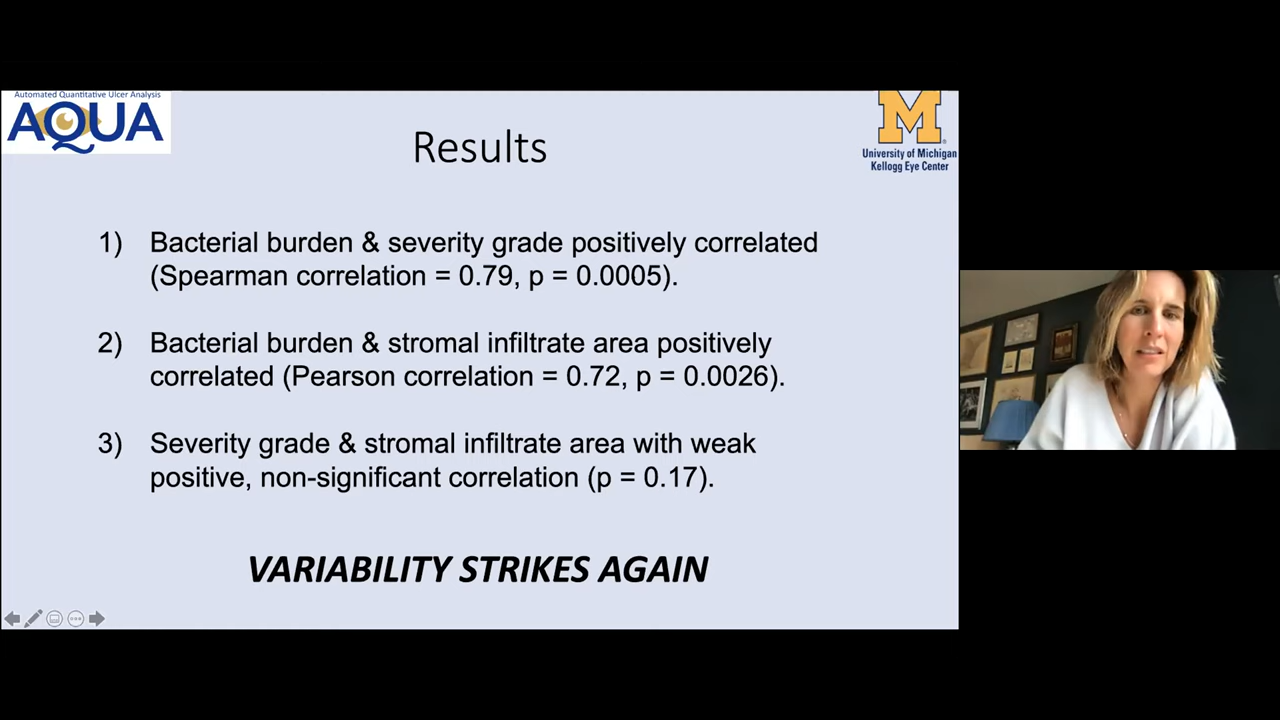 Automated Quantitative Ulcer Analysis
AQUA
Results
M
University of Michigan
Kellogg Eye Center
1) Bacterial burden & severity grade positively correlated
(Spearman correlation = 0.79, p = 0.0005).
2) Bacterial burden & stromal infiltrate area positively
correlated (Pearson correlation = 0.72, p = 0.0026).
3) Severity grade & stromal infiltrate area with weak
positive, non-significant correlation (p = 0.17).
VARIABILITY STRIKES AGAIN